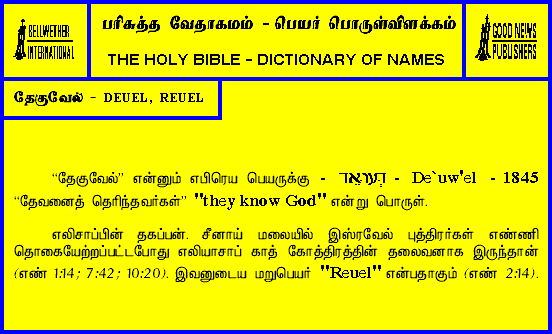 BELLWETHER
INTERNATIONAL
பரிசுத்த வேதாகமம் - பெயர் பொருள்விளக்கம்
THE HOLY BIBLE - DICTIONARY OF NAMES
GOOD NEWS
PUBLISHERS
தேகுவேல் - DEUEL, REUEL
“தேகுவேல்” என்னும் எபிரெய பெயருக்கு - דְּעוּאֵל - De`uw'el - 1845
“தேவனைத் தெரிந்தவர்கள்” "they know God" என்று பொருள்.
எலிசாப்பின் தகப்பன். சீனாய் மலையில் இஸ்ரவேல் புத்திரர்கள் எண்ணி
தொகையேற்றப்பட்டபோது எலியாசாப் காத் கோத்திரத்தின் தலைவனாக இருந்தான்
(எண் 1:14; 7:42; 10:20). இவனுடைய மறுபெயர் "Reuel" என்பதாகும் (எண் 2:14).